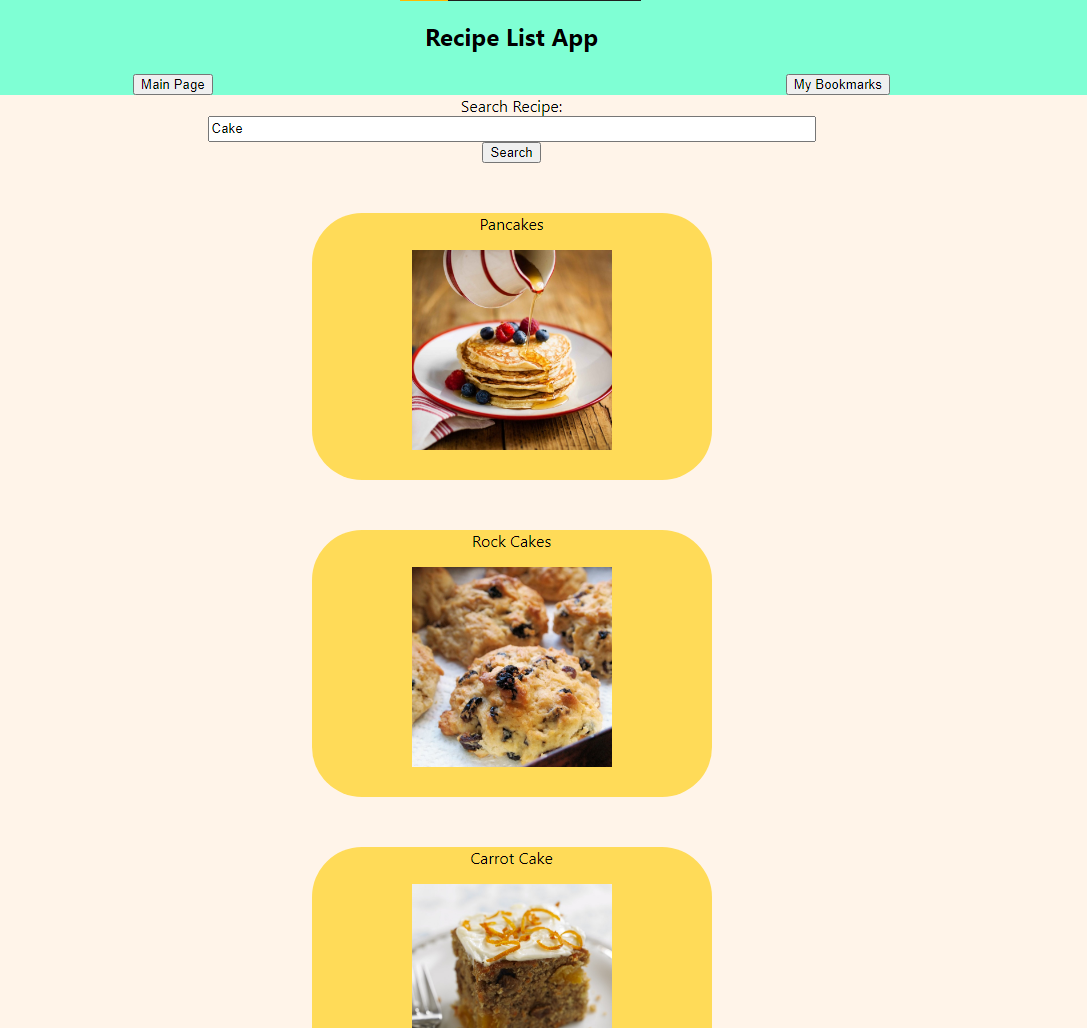 Recipe List App
Main Page My Bookmarks
Search Recipe:
Cake
Search
Pancakes
Rock Cakes
Carrot Cake